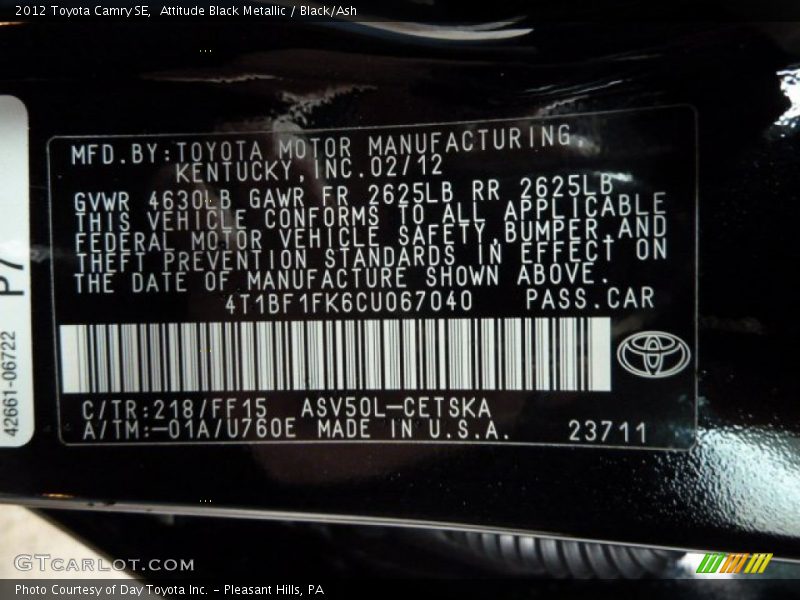 2012 Toyota Camry SE, Attitude Black Metallic / Black/Ash
MFD.BY:TOYOTA MOTOR MANUFACTURING,
KENTUCKY,INC.02/12
GVWR 4630LB GAWR FR 2625LB RR 2625LB
THIS VEHICLE CONFORMS TO ALL APPLICABLE
FEDERAL MOTOR VEHICLE SAFETY,BUMPER,AND
THEFT PREVENTION STANDARDS IN EFFECT ON
THE DATE OF MANUFACTURE SHOWN ABOVE.
4T1BF1FK6CU067040 PASS.CAR
C/TR:218/FF15 ASV50L-CETSKA
A/TM:-01A/U760E MADE IN U.S.A. 23711
P7
42661-06722
GTCARLOT.COM
Photo Courtesy of Day Toyota Inc. - Pleasant Hills, PA